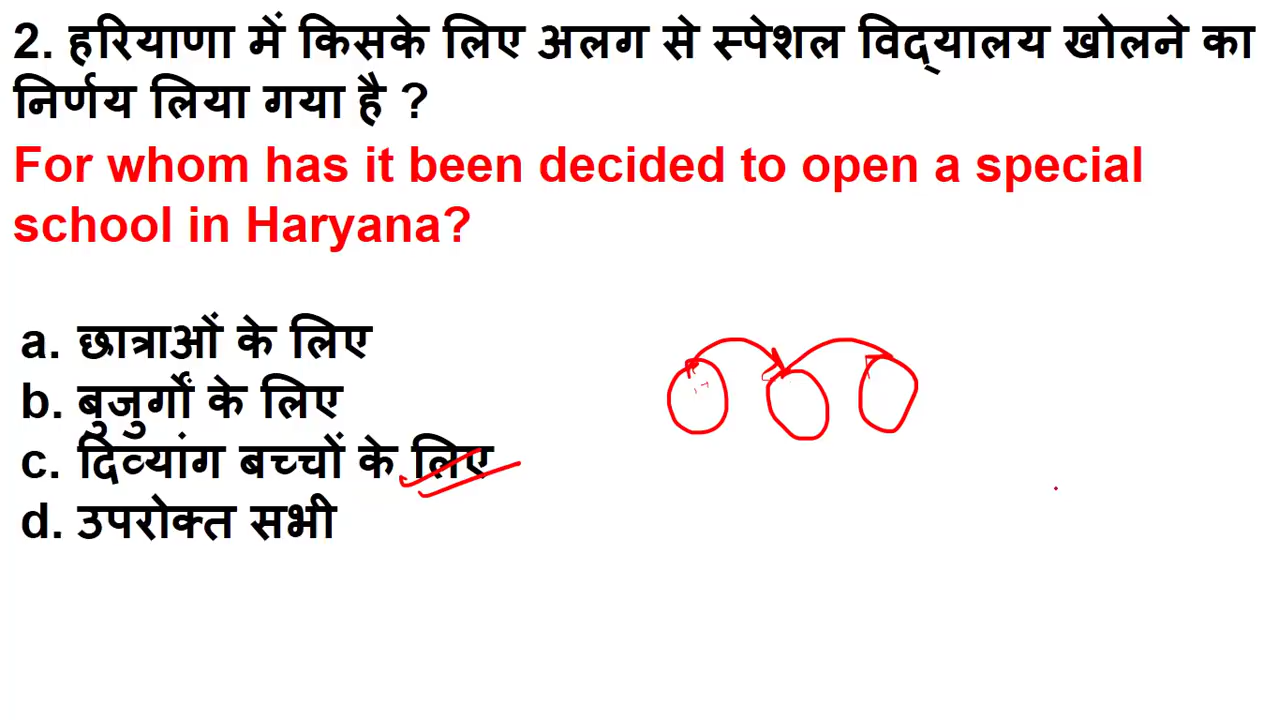 2. हरियाणा में किसके लिए अलग से स्पेशल विद्‌यालय खोलने का
निर्णय लिया गया है ?
For whom has it been decided to open a special
school in Haryana?
a. छात्राओं के लिए
b. बुजुर्गों के लिए
c. दिव्यांग बच्चों के लिए
d. उपरोक्त सभी